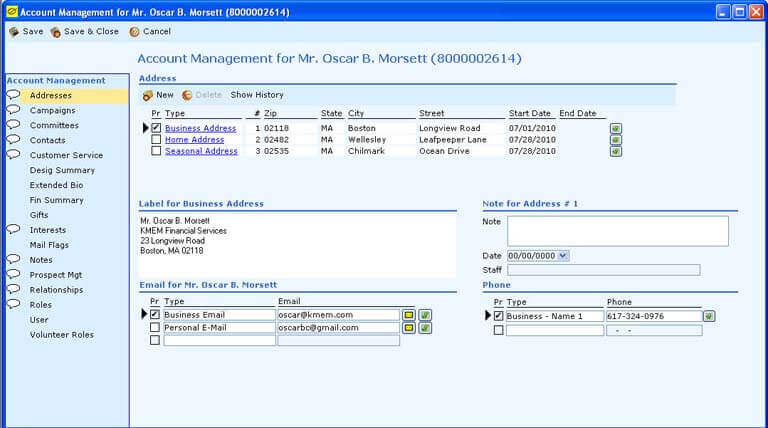 Account Management for Mr. Oscar B. Morsett (8000002614)
Save Save & Close Cancel
Account Management for Mr. Oscar B. Morsett (8000002614)
Account Management
Addresses
Campaigns
Committees
Contacts
Customer Service
Desig Summary
Extended Bio
Fin Summary
Gifts
Interests
Mail Flags
Notes
Prospect Mgt
Relationships
Roles
User
Volunteer Roles
Address
New Delete Show History
Pr Type # Zip State City Street Start Date End Date
Business Address 1 02118 MA Boston Longview Road 07/01/2010
Home Address 2 02482 MA Wellesley Leafpeeper Lane 07/28/2010
Seasonal Address 3 02535 MA Chilmark Ocean Drive 07/28/2010
Label for Business Address
Mr. Oscar B. Morsett
KMEM Financial Services
23 Longview Road
Boston, MA 02118
Note for Address # 1
Note
Date 00/00/0000
Staff
Email for Mr. Oscar B. Morsett
Pr Type Email
Business Email oscar@kmem.com
Personal E-Mail oscarbc@gmail.com
Phone
Pr Type Phone
Business - Name 1 617-324-0976
- -